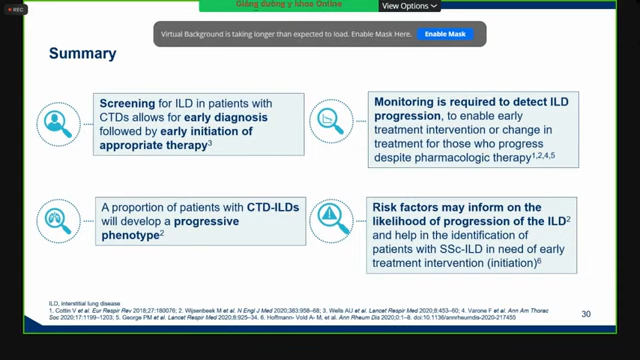 REC
Giảng đường y khoa Online
View Options
Virtual Background is taking longer than expected to load. Enable Mask Here.
Enable Mask
Summary
Screening for ILD in patients with
CTDs allows for early diagnosis
followed by early initiation of
appropriate therapy3
Monitoring is required to detect ILD
progression, to enable early
treatment intervention or change in
treatment for those who progress
despite pharmacologic therapy1,2,4,5
A proportion of patients with CTD-ILDs
will develop a progressive
phenotype2
Risk factors may inform on the
likelihood of progression of the ILD2
and help in the identification of
patients with SSc-ILD in need of early
treatment intervention (initiation)6
ILD, interstitial lung disease
1. Cottin V et al. Eur Respir Rev 2018;27:180076; 2. Wijsenbeek M et al. N Engl J Med 2020;383:958–68; 3. Wells AU et al. Lancet Respir Med 2020;8:453–60; 4. Varone F et al. Ann Am Thorac
Soc 2020;17:1199–1203; 5. George PM et al. Lancet Respir Med 2020;8:925–34. 6. Hoffmann- Vold A- M. et al. Ann Rheum Dis 2020;0:1–8. doi:10.1136/annrheumdis-2020-217455
30